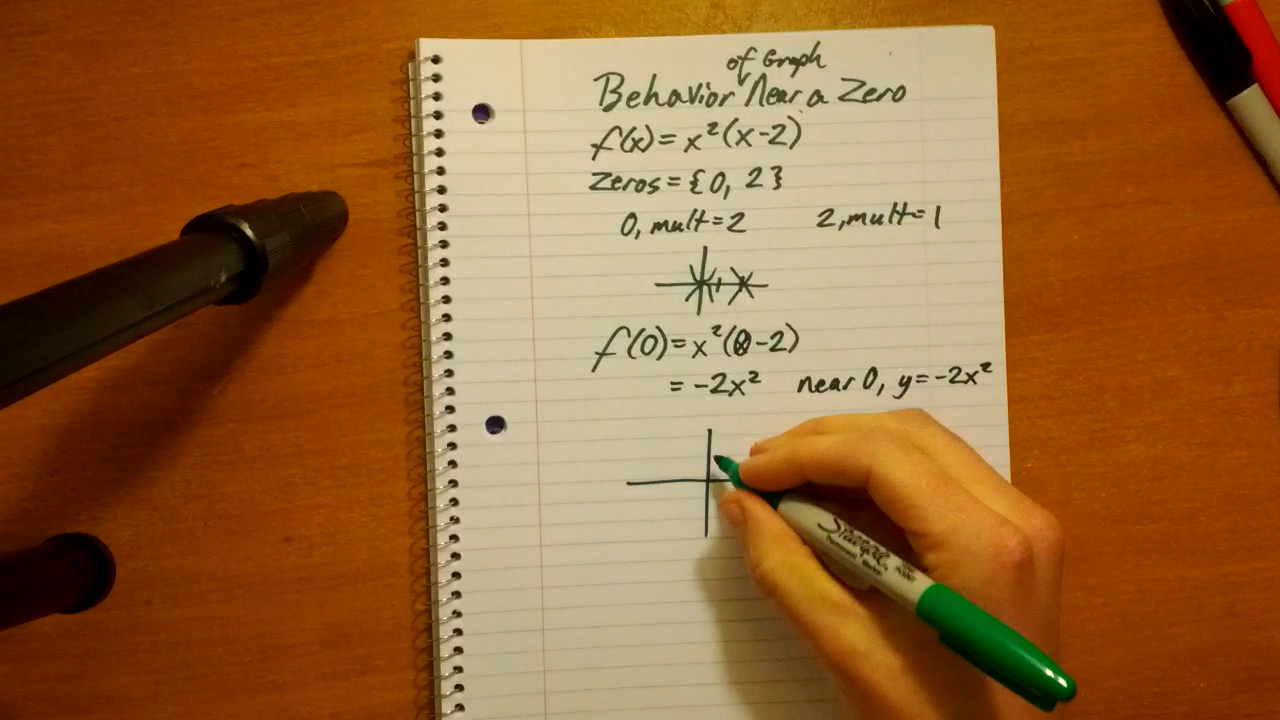 Behavior of Graph Near a Zero
f(x) = x²(x-2)
Zeros = {0, 2}
0, mult = 2 2, mult = 1
f(0) = x²(0-2)
= -2x² near 0, y = -2x²
Sharpie